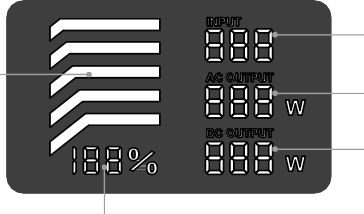 INPUT
888
AC OUTPUT
888 W
DC OUTPUT
188% 888 W